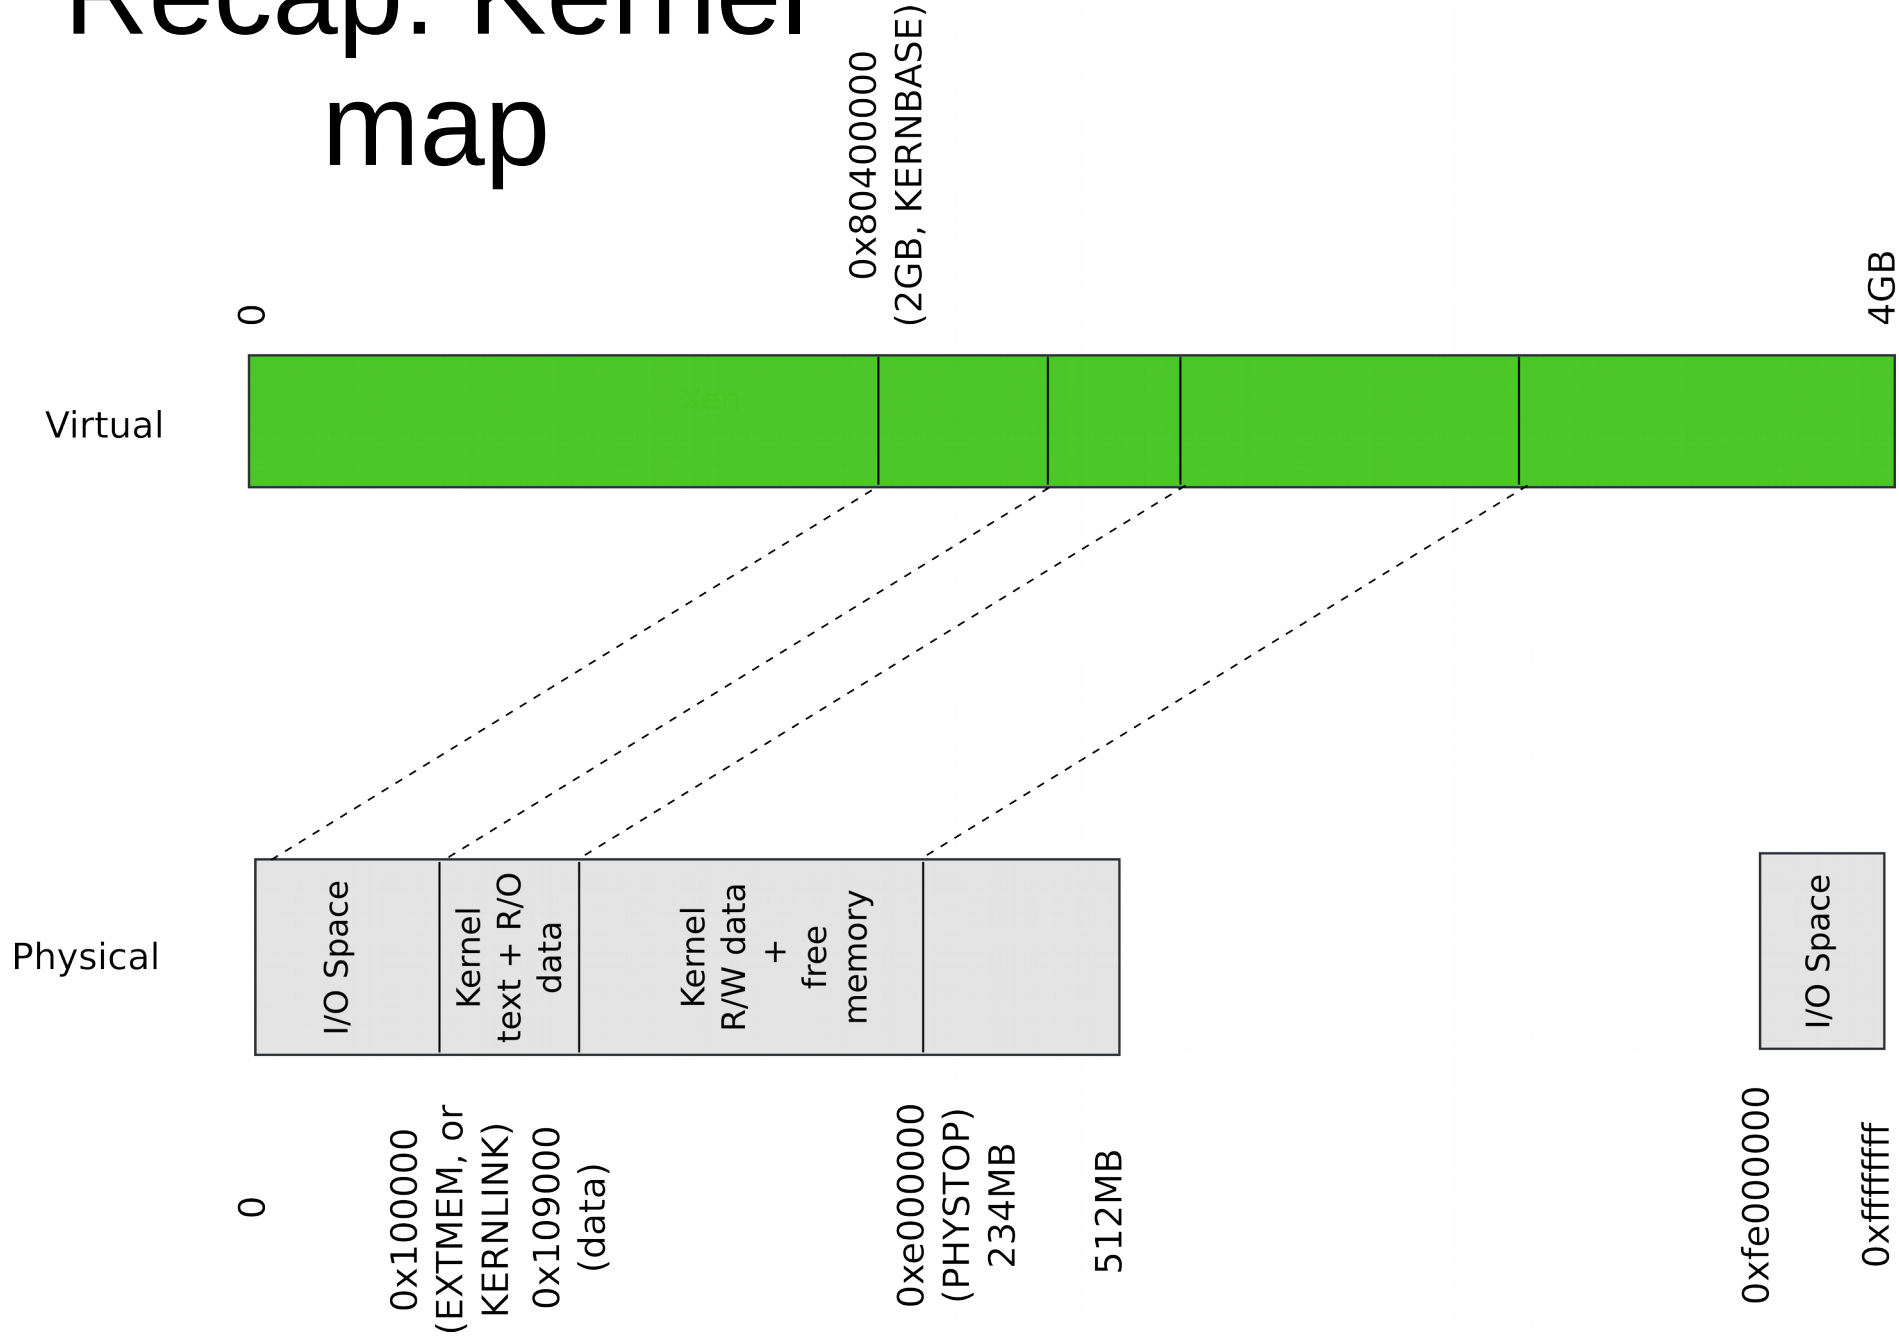 Recap: Kernel
map
0
0x80400000
(2GB, KERNBASE)
4GB
Virtual
Physical
I/O Space
Kernel
text + R/O
data
Kernel
R/W data
+
free
memory
I/O Space
0
0x100000
(EXTMEM, or
KERNLINK)
0x109000
(data)
0xe000000
(PHYSTOP)
234MB
512MB
0xfe000000
0xffffffff